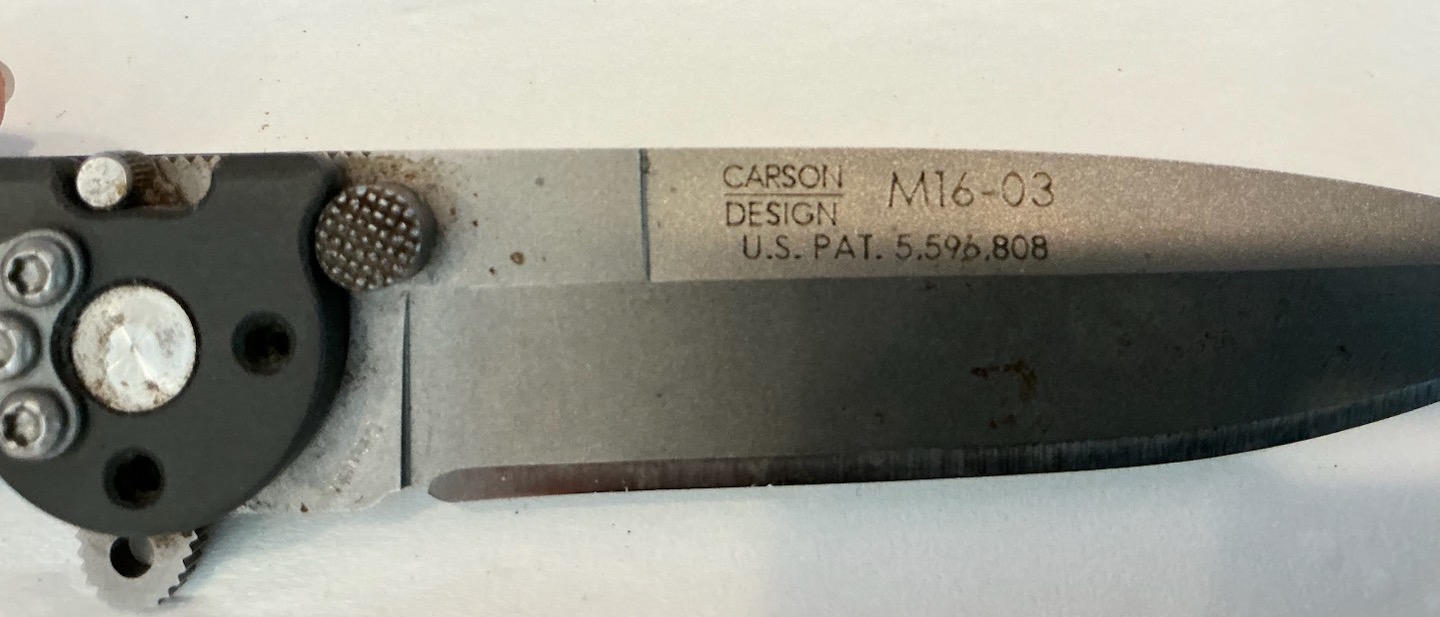 CARSON
DESIGN
M16-03
U.S. PAT. 5,596,808